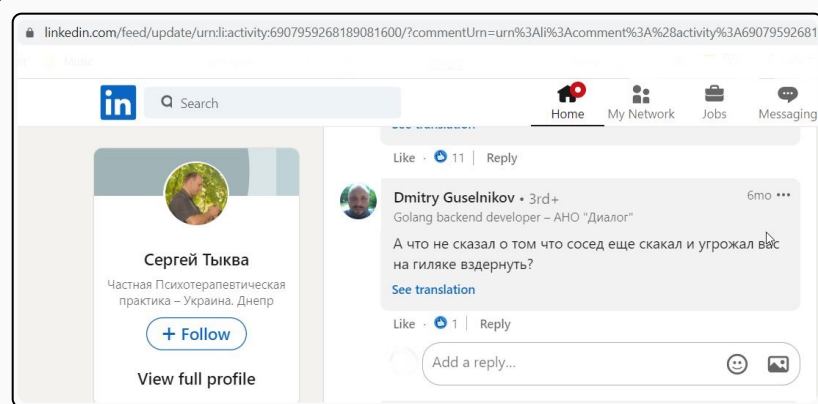 linkedin.com/feed/update/urn:li:activity:6907959268189081600/?commentUrn=urn%3Ali%3Acomment%3A%28activity%3A69079592681
in
Search
Home
My Network
Jobs
Messaging
See translation
Like · 11 | Reply
Dmitry Guselnikov • 3rd+
6mo •••
Golang backend developer – АНО "Диалог"
А что не сказал о том что сосед еще скакал и угрожал вас
на гиляке вздернуть?
See translation
Like · 1 | Reply
Add a reply...
Сергей Тыква
Частная Психотерапевтическая
практика – Украина. Днепр
+ Follow
View full profile